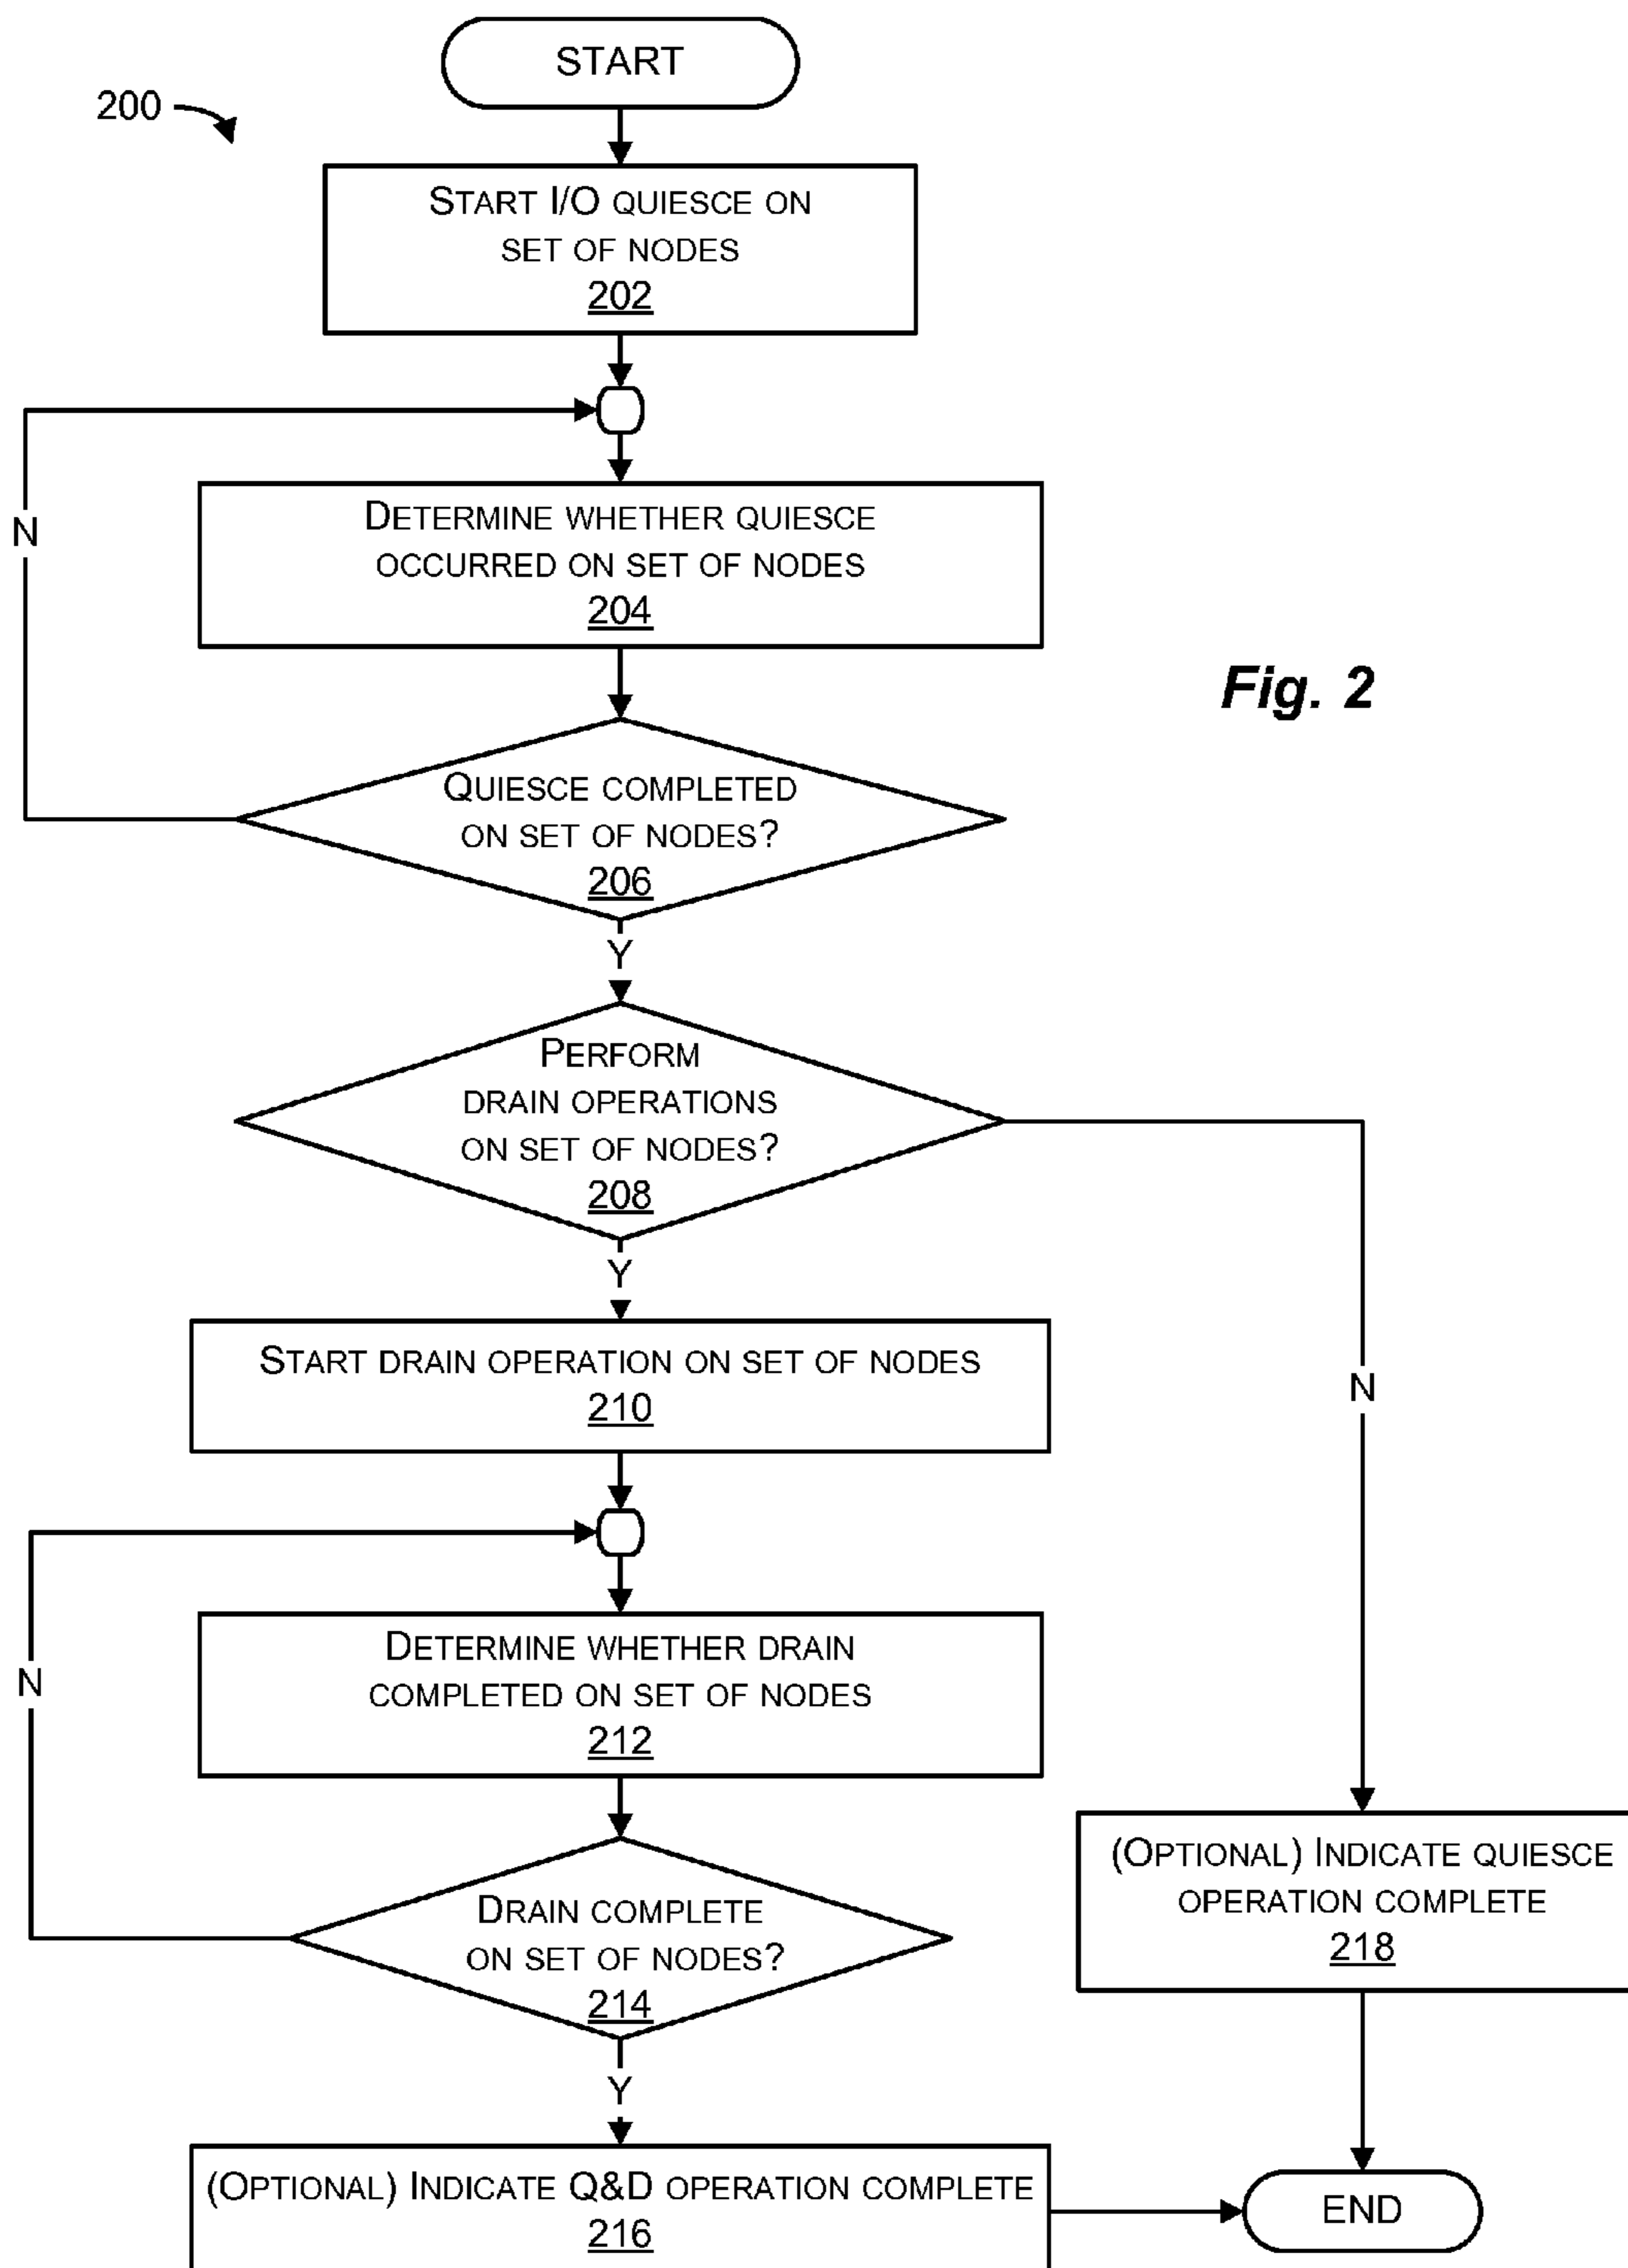 START
200
START I/O QUIESCE ON
SET OF NODES
202
N
DETERMINE WHETHER QUIESCE
OCCURRED ON SET OF NODES
204
Fig. 2
QUIESCE COMPLETED
ON SET OF NODES?
206
Y
PERFORM
DRAIN OPERATIONS
ON SET OF NODES?
208
Y
START DRAIN OPERATION ON SET OF NODES
210
N
N
DETERMINE WHETHER DRAIN
COMPLETED ON SET OF NODES
212
(OPTIONAL) INDICATE QUIESCE
OPERATION COMPLETE
218
DRAIN COMPLETE
ON SET OF NODES?
214
Y
(OPTIONAL) INDICATE Q&D OPERATION COMPLETE
216
END